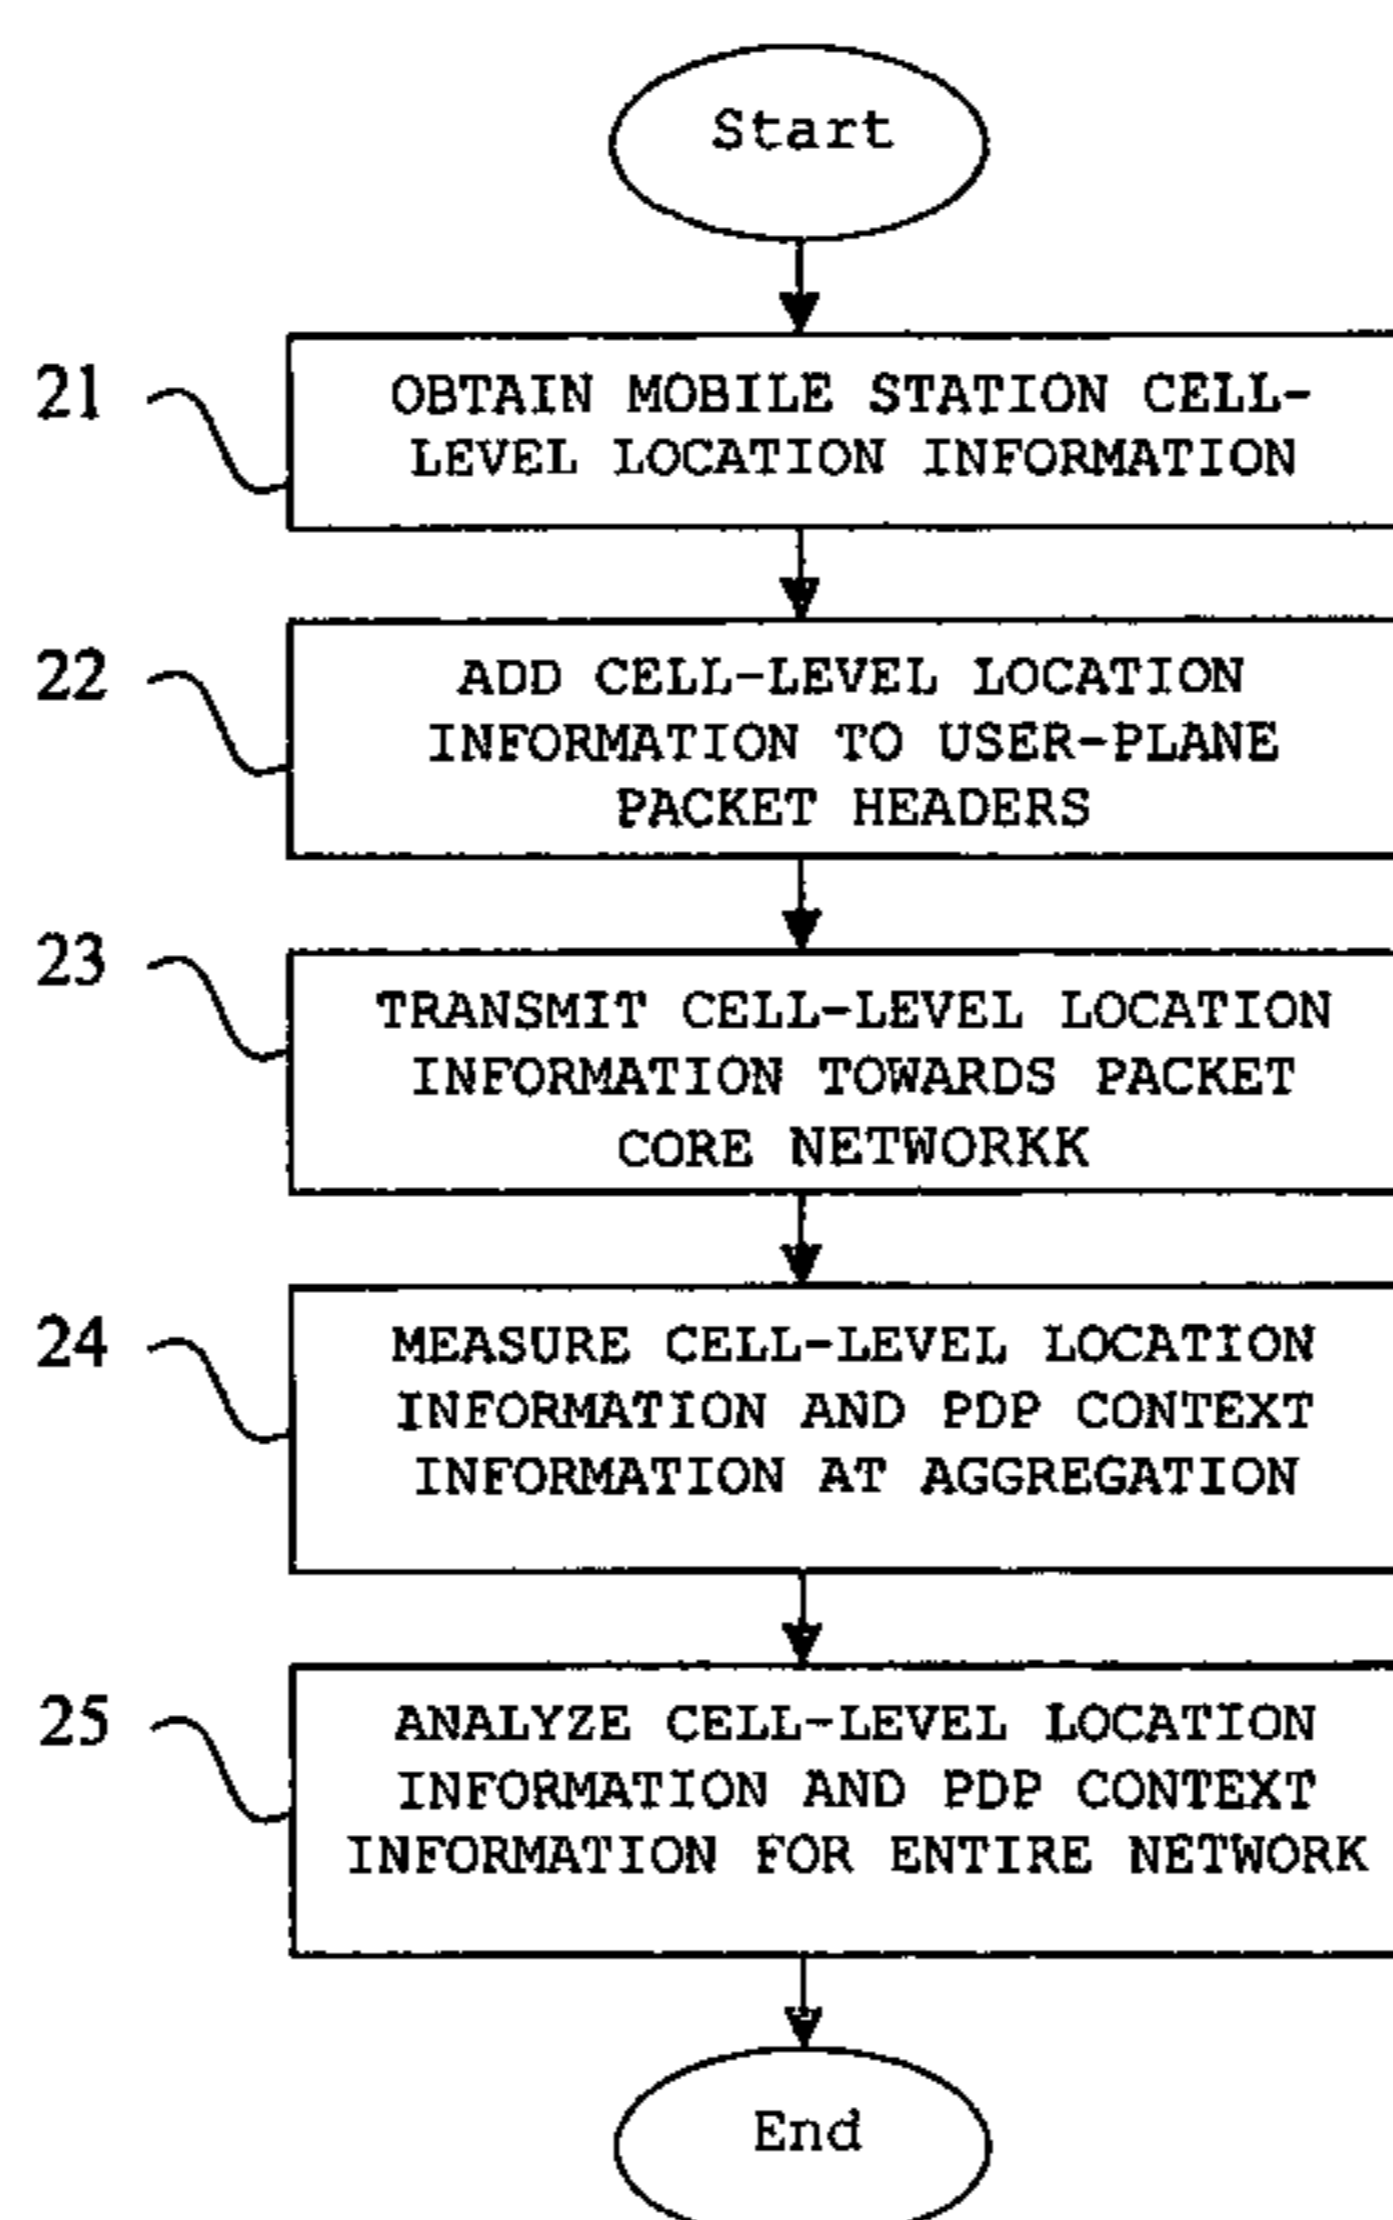 Start
21
OBTAIN MOBILE STATION CELL-
LEVEL LOCATION INFORMATION
22
ADD CELL-LEVEL LOCATION
INFORMATION TO USER-PLANE
PACKET HEADERS
23
TRANSMIT CELL-LEVEL LOCATION
INFORMATION TOWARDS PACKET
CORE NETWORKK
24
MEASURE CELL-LEVEL LOCATION
INFORMATION AND PDP CONTEXT
INFORMATION AT AGGREGATION
25
ANALYZE CELL-LEVEL LOCATION
INFORMATION AND PDP CONTEXT
INFORMATION FOR ENTIRE NETWORK
End